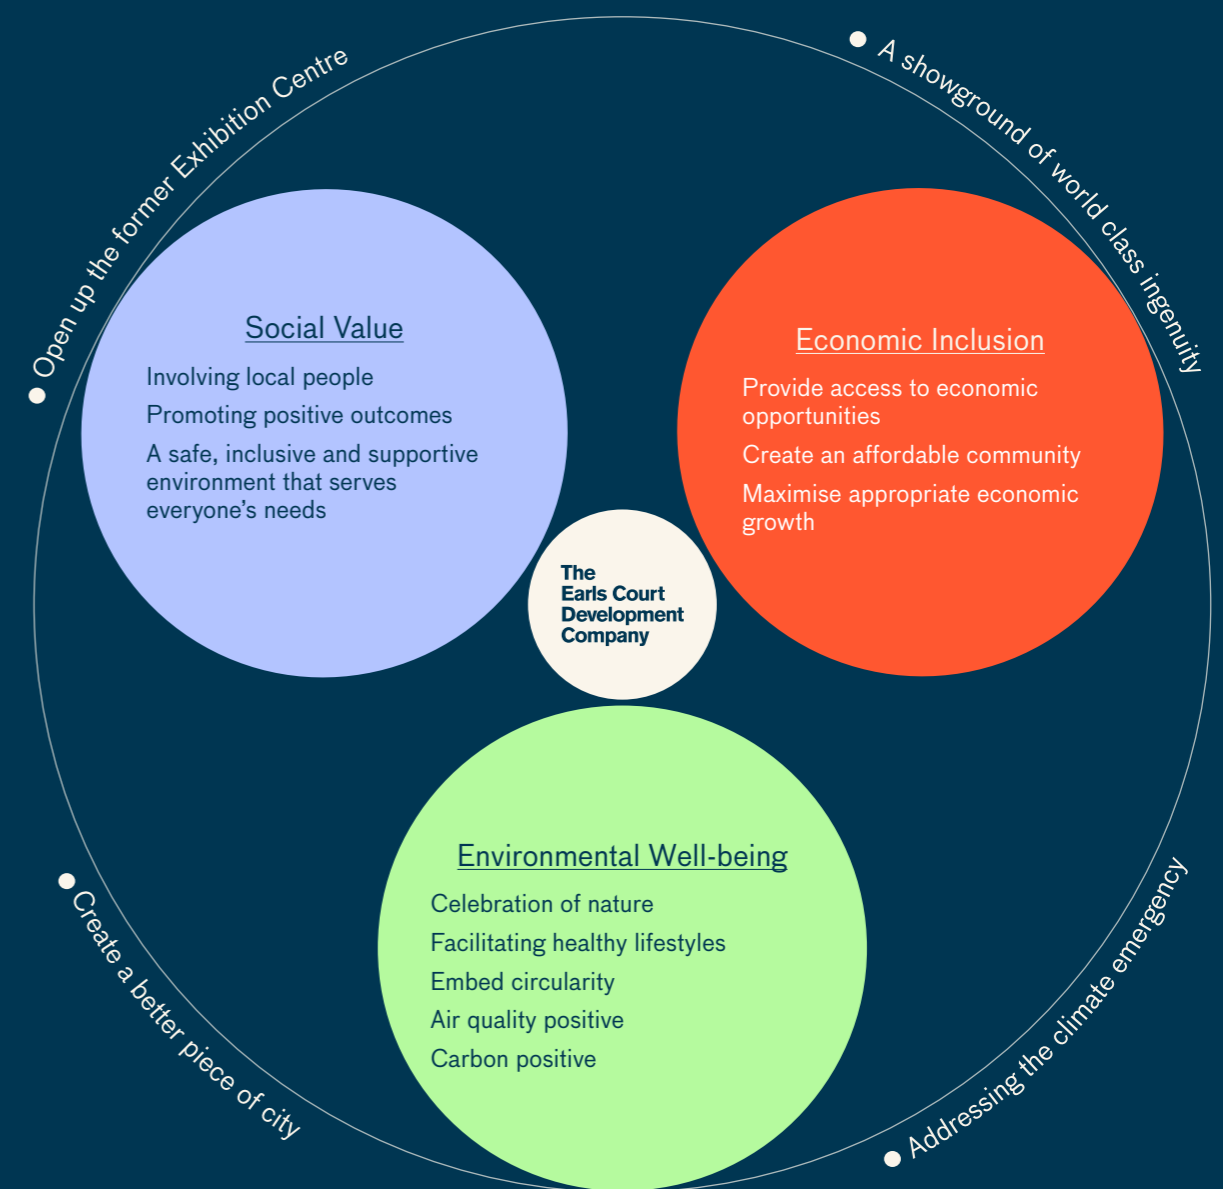 Open up the former Exhibition Centre
A showground of world class ingenuity
Social Value
Involving local people
Promoting positive outcomes
A safe, inclusive and supportive
environment that serves
everyone’s needs
Economic Inclusion
Provide access to economic
opportunities
Create an affordable community
Maximise appropriate economic
growth
The
Earls Court
Development
Company
Environmental Well-being
Celebration of nature
Facilitating healthy lifestyles
Embed circularity
Air quality positive
Carbon positive
Create a better piece of city
Addressing the climate emergency